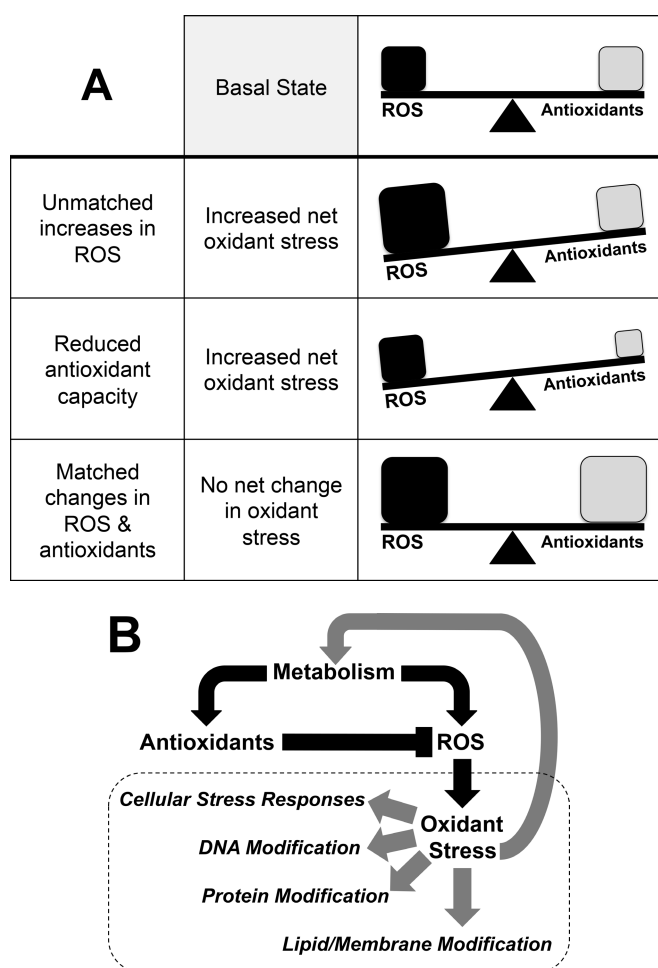 A
Basal State
ROS
Antioxidants
Unmatched
increases in
ROS
Increased net
oxidant stress
ROS
Antioxidants
Reduced
antioxidant
capacity
Increased net
oxidant stress
ROS
Antioxidants
Matched
changes in
ROS &
antioxidants
No net change
in oxidant
stress
ROS
Antioxidants
B
Metabolism
Antioxidants
ROS
Cellular Stress Responses
Oxidant
Stress
DNA Modification
Protein Modification
Lipid/Membrane Modification